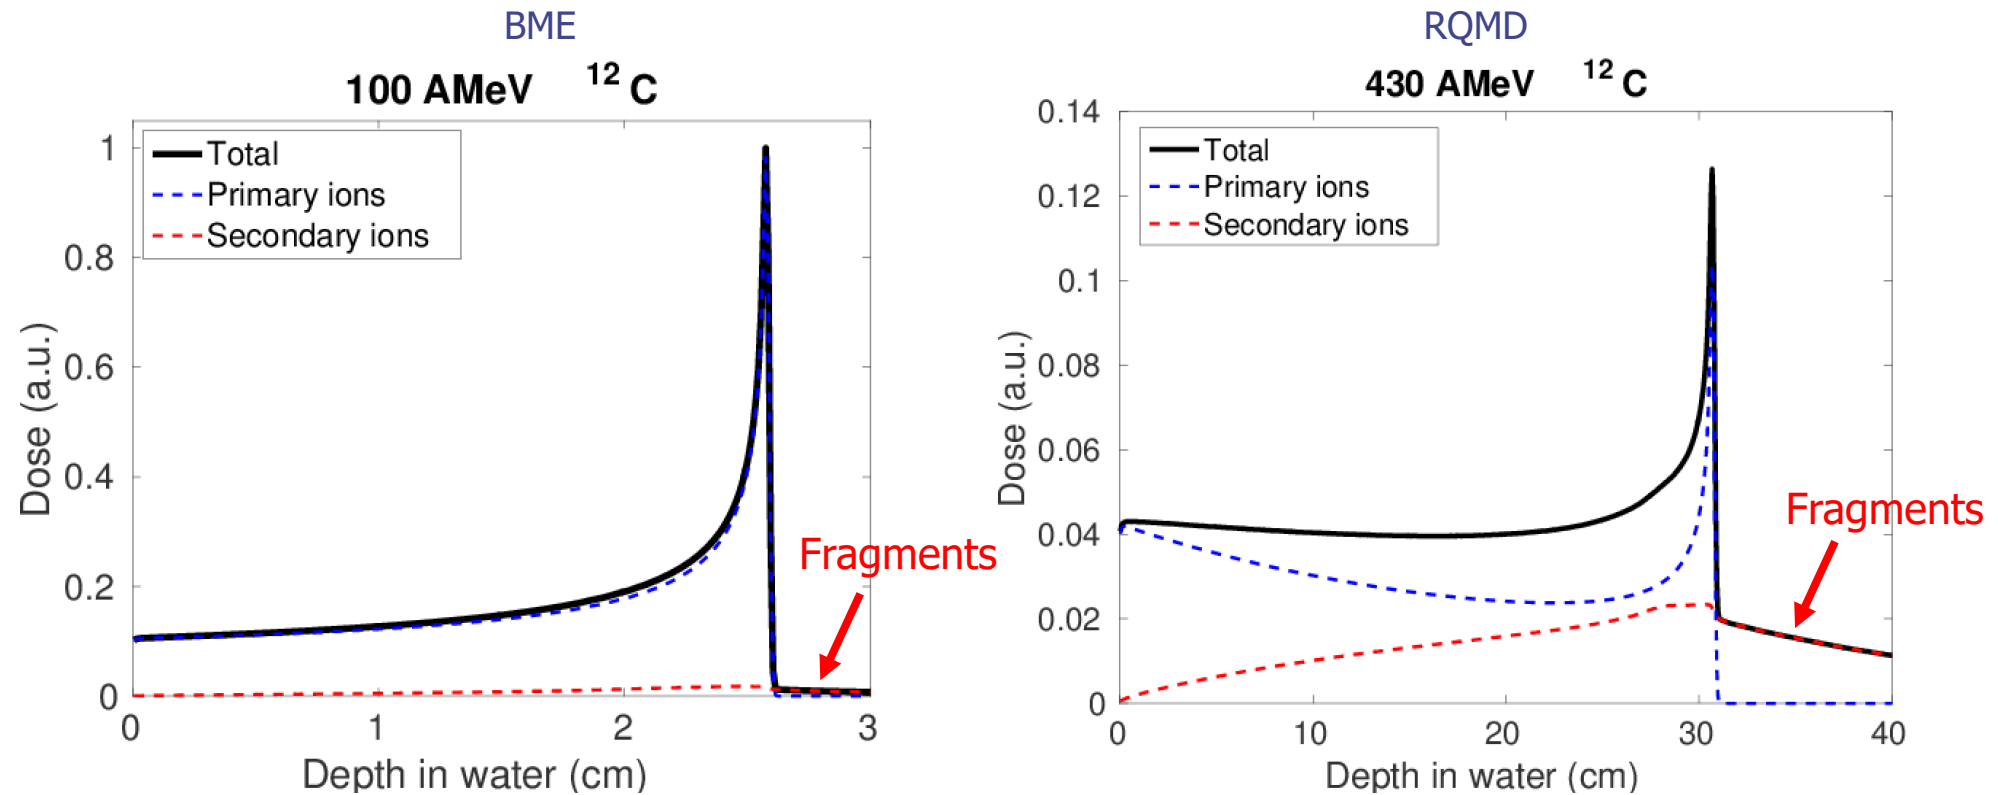 BME
100 AMeV 12 C
Total
Primary ions
Secondary ions
1
0.8
0.6
0.4
0.2
0
0
1
2
3
Dose (a.u.)
Depth in water (cm)
Fragments
RQMD
430 AMeV 12 C
Total
Primary ions
Secondary ions
0.14
0.12
0.1
0.08
0.06
0.04
0.02
0
0
10
20
30
40
Dose (a.u.)
Depth in water (cm)
Fragments